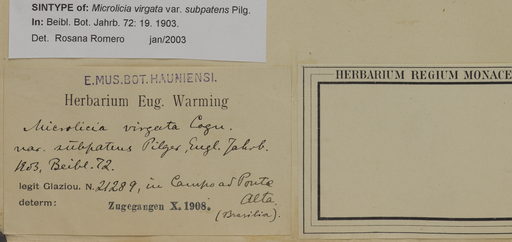 SINTYPE of: Microlicia virgata var. subpatens Pilg.
In: Beibl. Bot. Jahrb. 72: 19. 1903.
Det. Rosana Romero jan/2003
E.MUS.BOT.HAUNIENSI.
Herbarium Eug. Warming
Microlicia virgata Cogn.
var. subpatens Pilger, Engl. Jahrb.
1903, Beibl. 72.
legit Glaziou. N. 21289, in Campo ad Ponte
Alta.
determ: Zugegangen X. 1908. (Brasilia).
HERBARIUM REGIUM MONACE